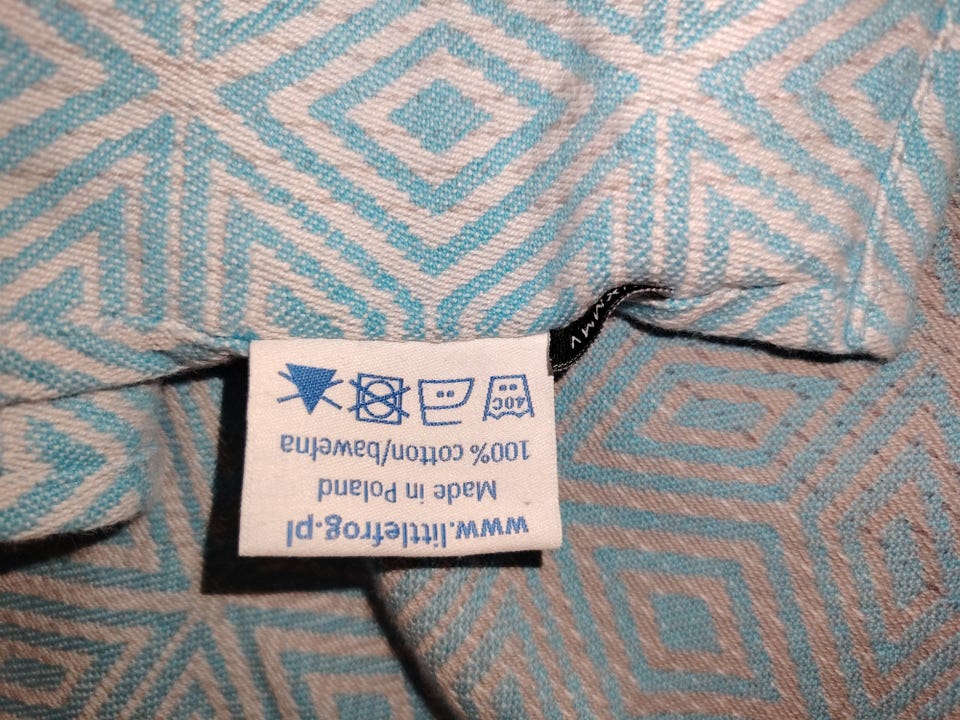 www.littlefrog.pl
Made in Poland
100% cotton/bawełna
40C